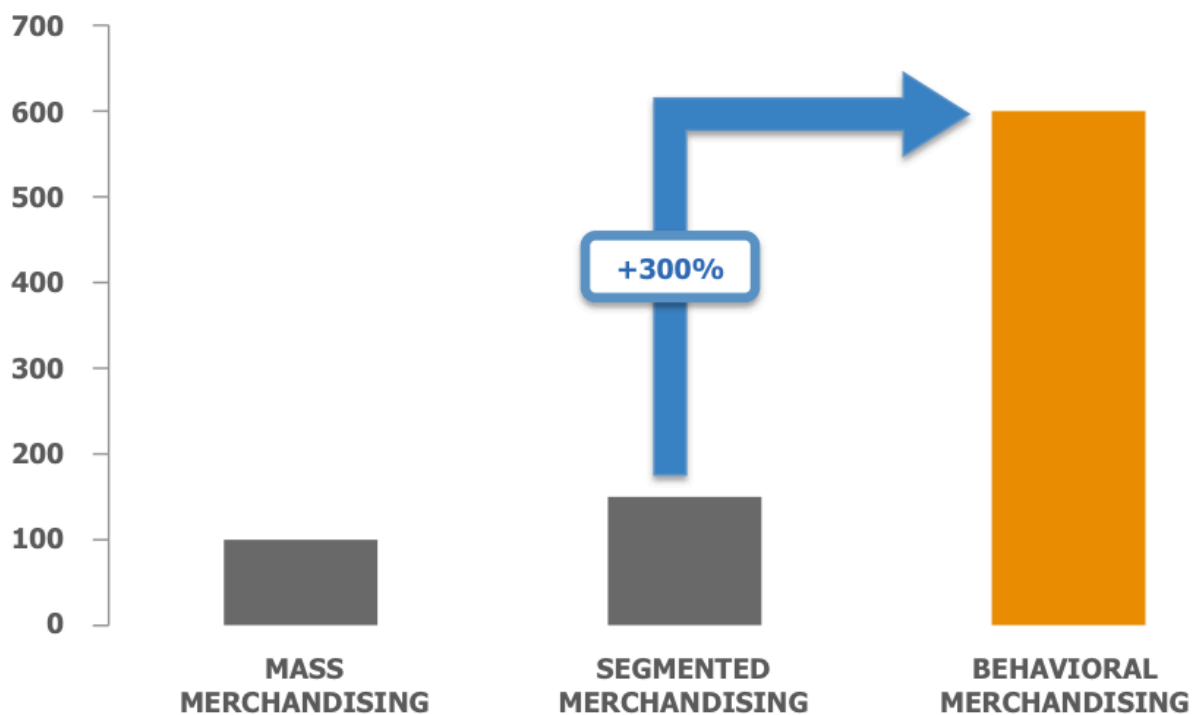 700
600
500
400
300
200
100
0
+300%
MASS
MERCHANDISING
SEGMENTED
MERCHANDISING
BEHAVIORAL
MERCHANDISING